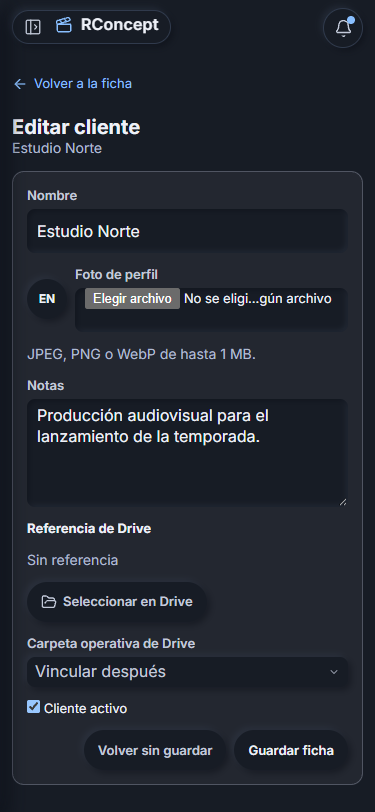 RConcept
Volver a la ficha
Editar cliente
Estudio Norte
Nombre
Estudio Norte
Foto de perfil
EN
Elegir archivo No se eligi...gún archivo
JPEG, PNG o WebP de hasta 1 MB.
Notas
Producción audiovisual para el
lanzamiento de la temporada.
Referencia de Drive
Sin referencia
Seleccionar en Drive
Carpeta operativa de Drive
Vincular después
Cliente activo
Volver sin guardar Guardar ficha